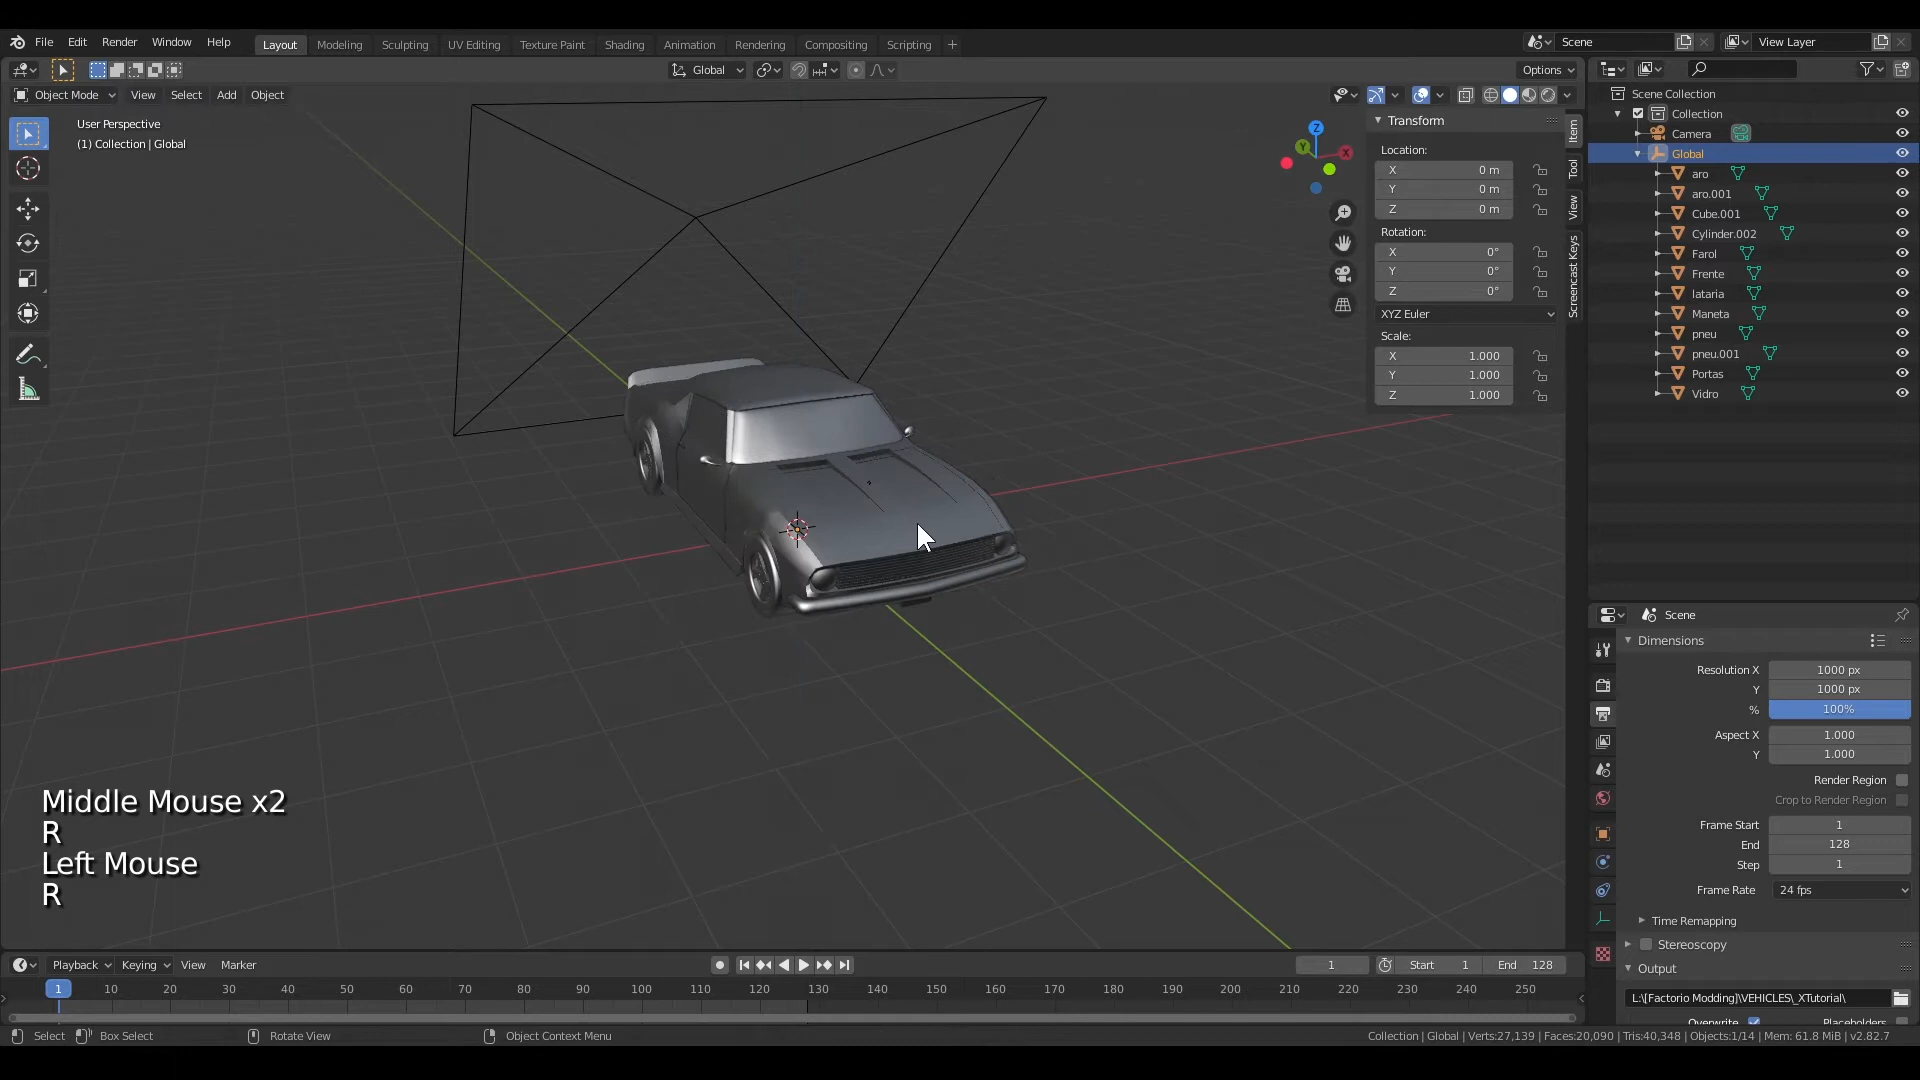 File Edit Render Window Help
Layout Modeling Sculpting UV Editing Texture Paint Shading Animation Rendering Compositing Scripting +
Scene
View Layer
Global
Options
Object Mode View Select Add Object
User Perspective
(1) Collection | Global
Z
Y
X
Transform
Location:
X 0 m
Y 0 m
Z 0 m
Rotation:
X 0°
Y 0°
Z 0°
XYZ Euler
Scale:
X 1.000
Y 1.000
Z 1.000
Item
Tool
View
Screencast Keys
Scene Collection
Collection
Camera
Global
aro
aro.001
Cube.001
Cylinder.002
Farol
Frente
lataria
Maneta
pneu
pneu.001
Portas
Vidro
Scene
Dimensions
Resolution X 1000 px
Y 1000 px
% 100%
Aspect X 1.000
Y 1.000
Render Region
Crop to Render Region
Frame Start 1
End 128
Step 1
Frame Rate 24 fps
Time Remapping
Stereoscopy
Output
L:\[Factorio Modding]\VEHICLES\_XTutorial\
Overwrite Placeholders
Middle Mouse x2
R
Left Mouse
R
Playback Keying View Marker
1 Start 1 End 128
1 10 20 30 40 50 60 70 80 90 100 110 120 130 140 150 160 170 180 190 200 210 220 230 240 250
Select Box Select Rotate View Object Context Menu
Collection | Global | Verts:27,139 | Faces:20,090 | Tris:40,348 | Objects:1/14 | Mem: 61.8 MiB | v2.82.7